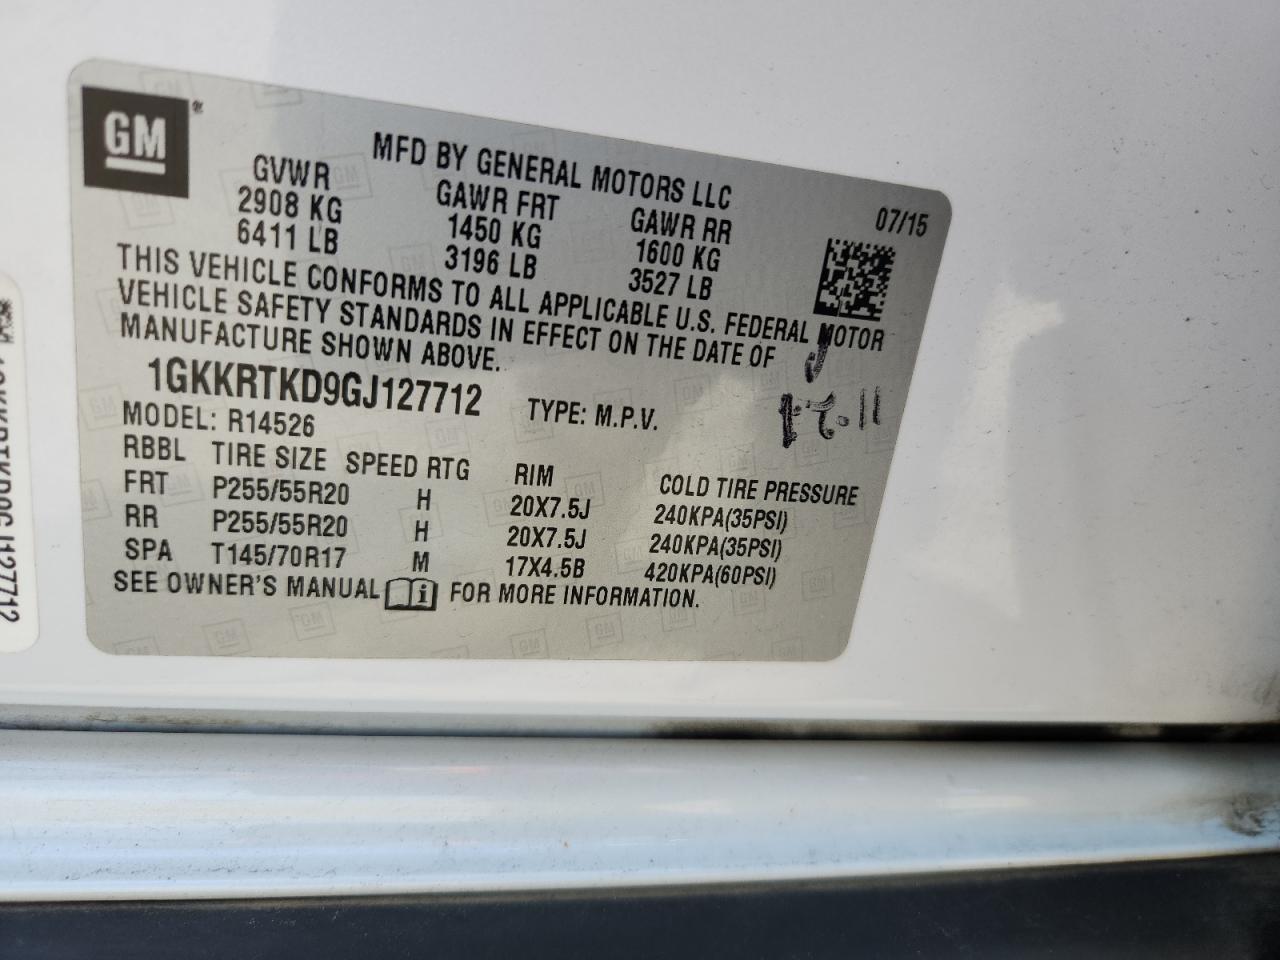 GM®
MFD BY GENERAL MOTORS LLC
07/15
GVWR GAWR FRT GAWR RR
2908 KG 1450 KG 1600 KG
6411 LB 3196 LB 3527 LB
THIS VEHICLE CONFORMS TO ALL APPLICABLE U.S. FEDERAL MOTOR
VEHICLE SAFETY STANDARDS IN EFFECT ON THE DATE OF
MANUFACTURE SHOWN ABOVE.
1GKKRTKD9GJ127712 TYPE: M.P.V.
MODEL: R14526
RBBL TIRE SIZE SPEED RTG RIM COLD TIRE PRESSURE
FRT P255/55R20 H 20X7.5J 240KPA(35PSI)
RR P255/55R20 H 20X7.5J 240KPA(35PSI)
SPA T145/70R17 M 17X4.5B 420KPA(60PSI)
SEE OWNER'S MANUAL i FOR MORE INFORMATION.
1GKKRTKD9GJ127712